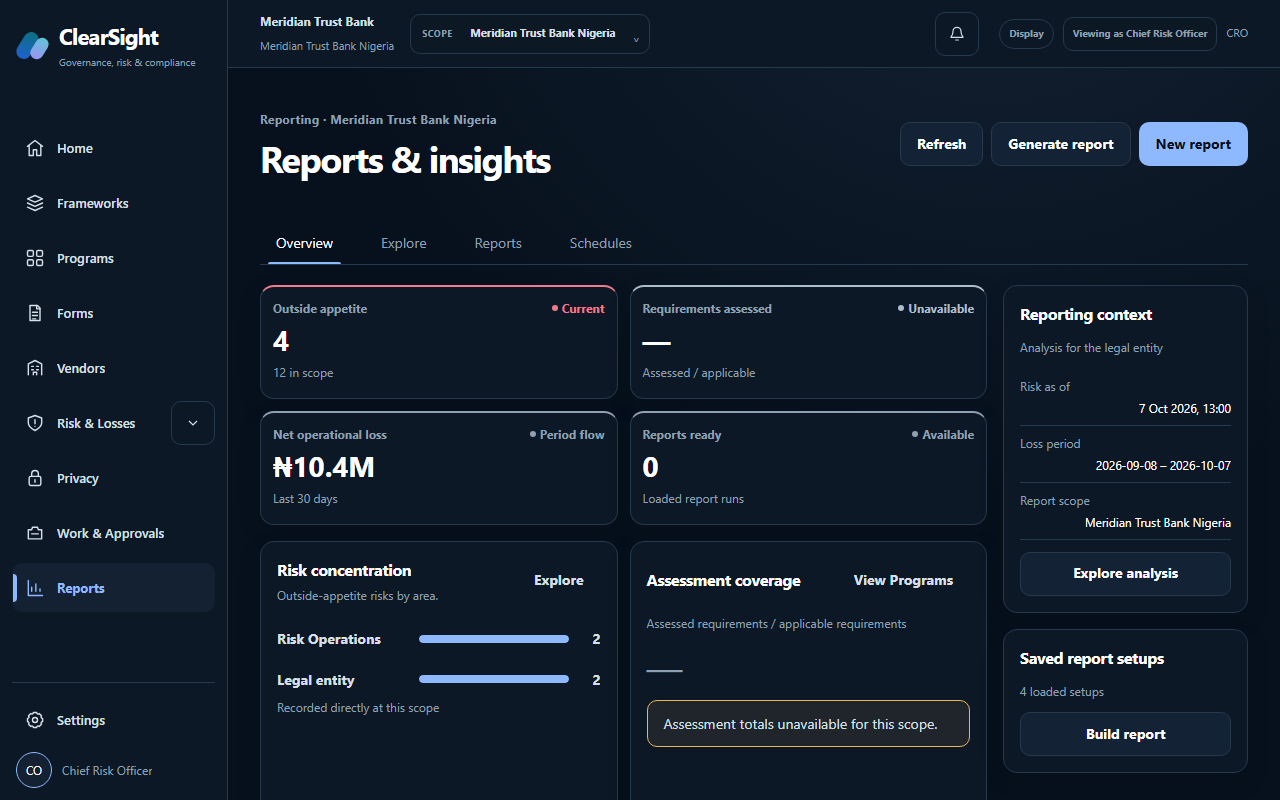 ClearSight
Governance, risk & compliance
Home
Frameworks
Programs
Forms
Vendors
Risk & Losses
Privacy
Work & Approvals
Reports
Settings
CO
Chief Risk Officer
Meridian Trust Bank
Meridian Trust Bank Nigeria
SCOPE
Meridian Trust Bank Nigeria
Display
Viewing as Chief Risk Officer
CRO
Reporting · Meridian Trust Bank Nigeria
Reports & insights
Refresh
Generate report
New report
Overview
Explore
Reports
Schedules
Outside appetite
Current
4
12 in scope
Requirements assessed
Unavailable
—
Assessed / applicable
Net operational loss
Period flow
₦10.4M
Last 30 days
Reports ready
Available
0
Loaded report runs
Risk concentration
Outside-appetite risks by area.
Explore
Risk Operations
2
Legal entity
2
Recorded directly at this scope
Assessment coverage
View Programs
Assessed requirements / applicable requirements
—
Assessment totals unavailable for this scope.
Reporting context
Analysis for the legal entity
Risk as of
7 Oct 2026, 13:00
Loss period
2026-09-08 – 2026-10-07
Report scope
Meridian Trust Bank Nigeria
Explore analysis
Saved report setups
4 loaded setups
Build report